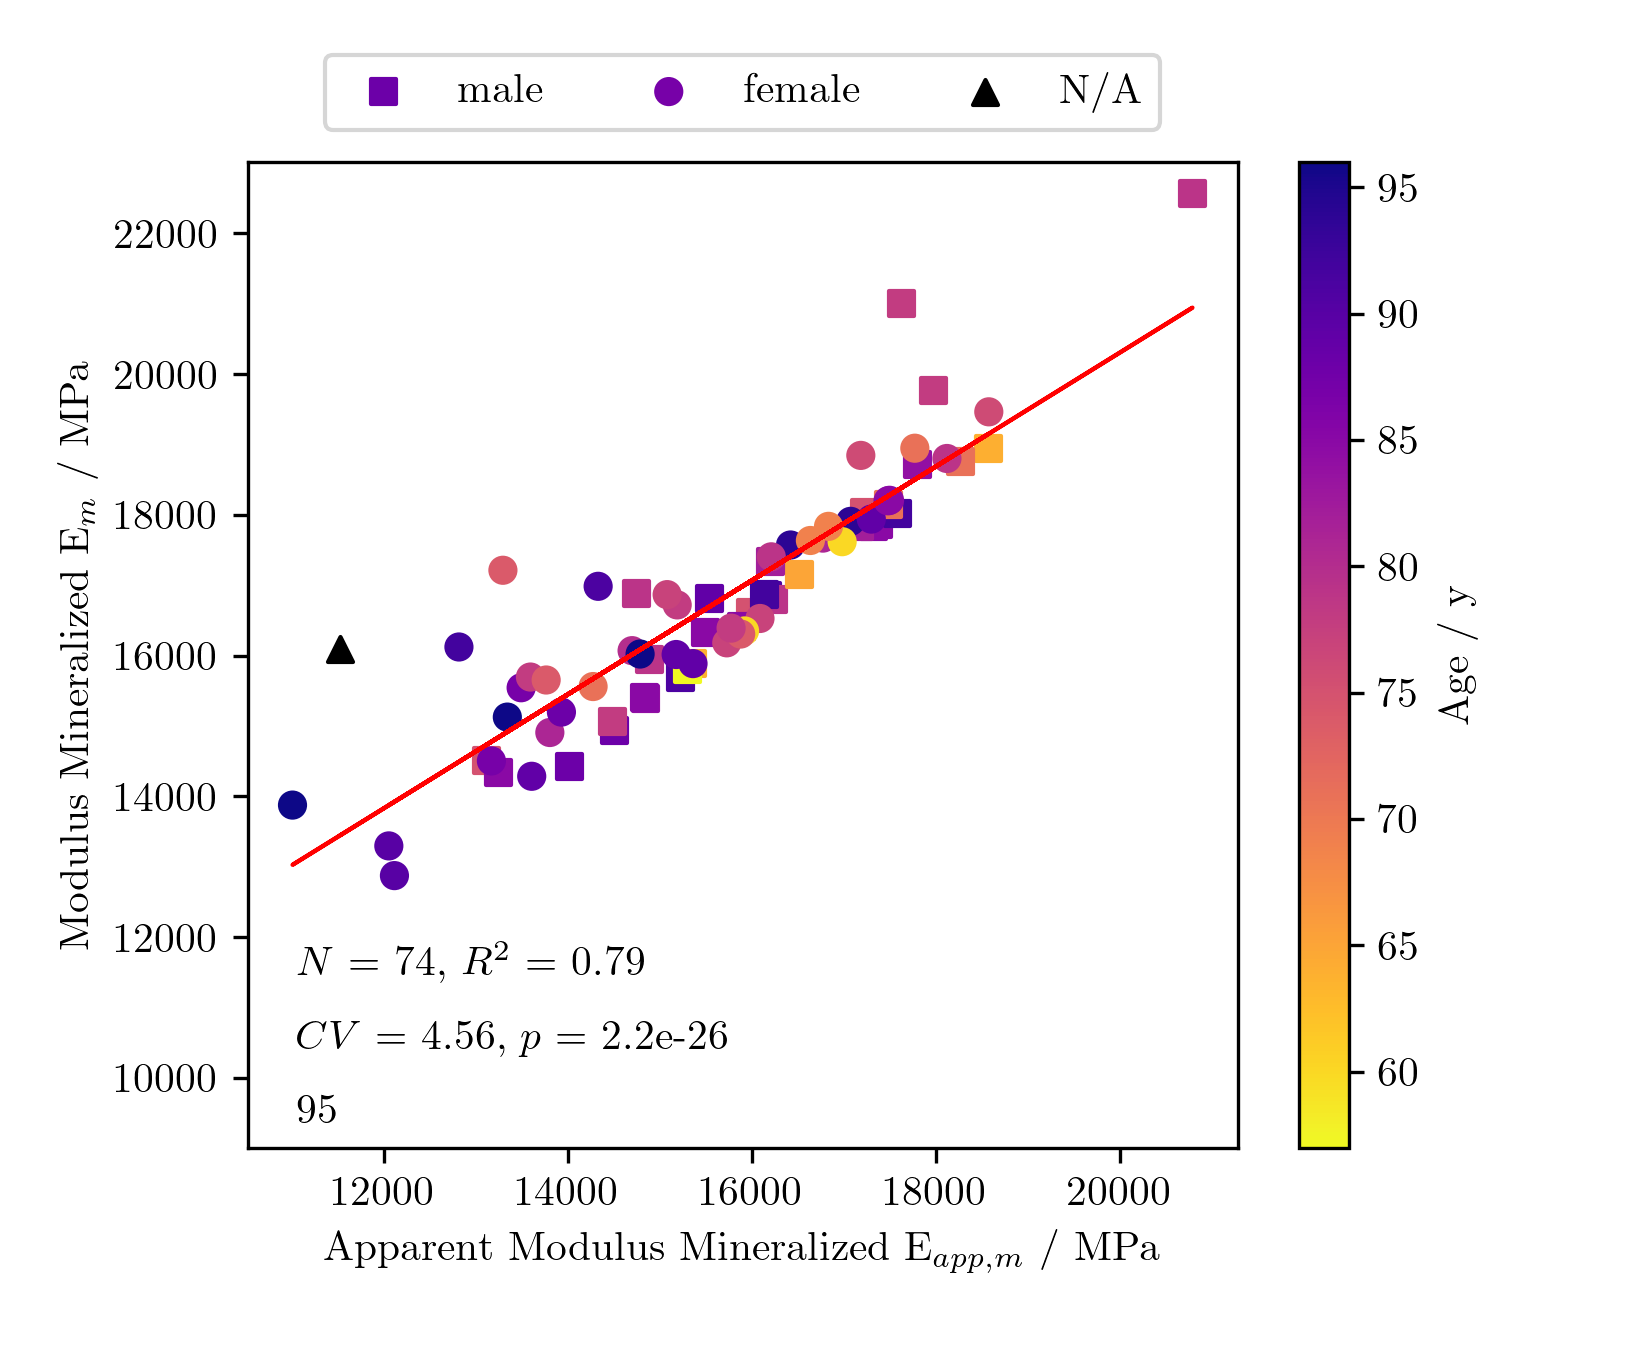 male female N/A
22000
20000
18000
16000
14000
12000
10000
Modulus Mineralized E_m / MPa
N = 74, R² = 0.79
CV = 4.56, p = 2.2e-26
95
12000 14000 16000 18000 20000
Apparent Modulus Mineralized E_app,m / MPa
95
90
85
80
75
70
65
60
Age / y